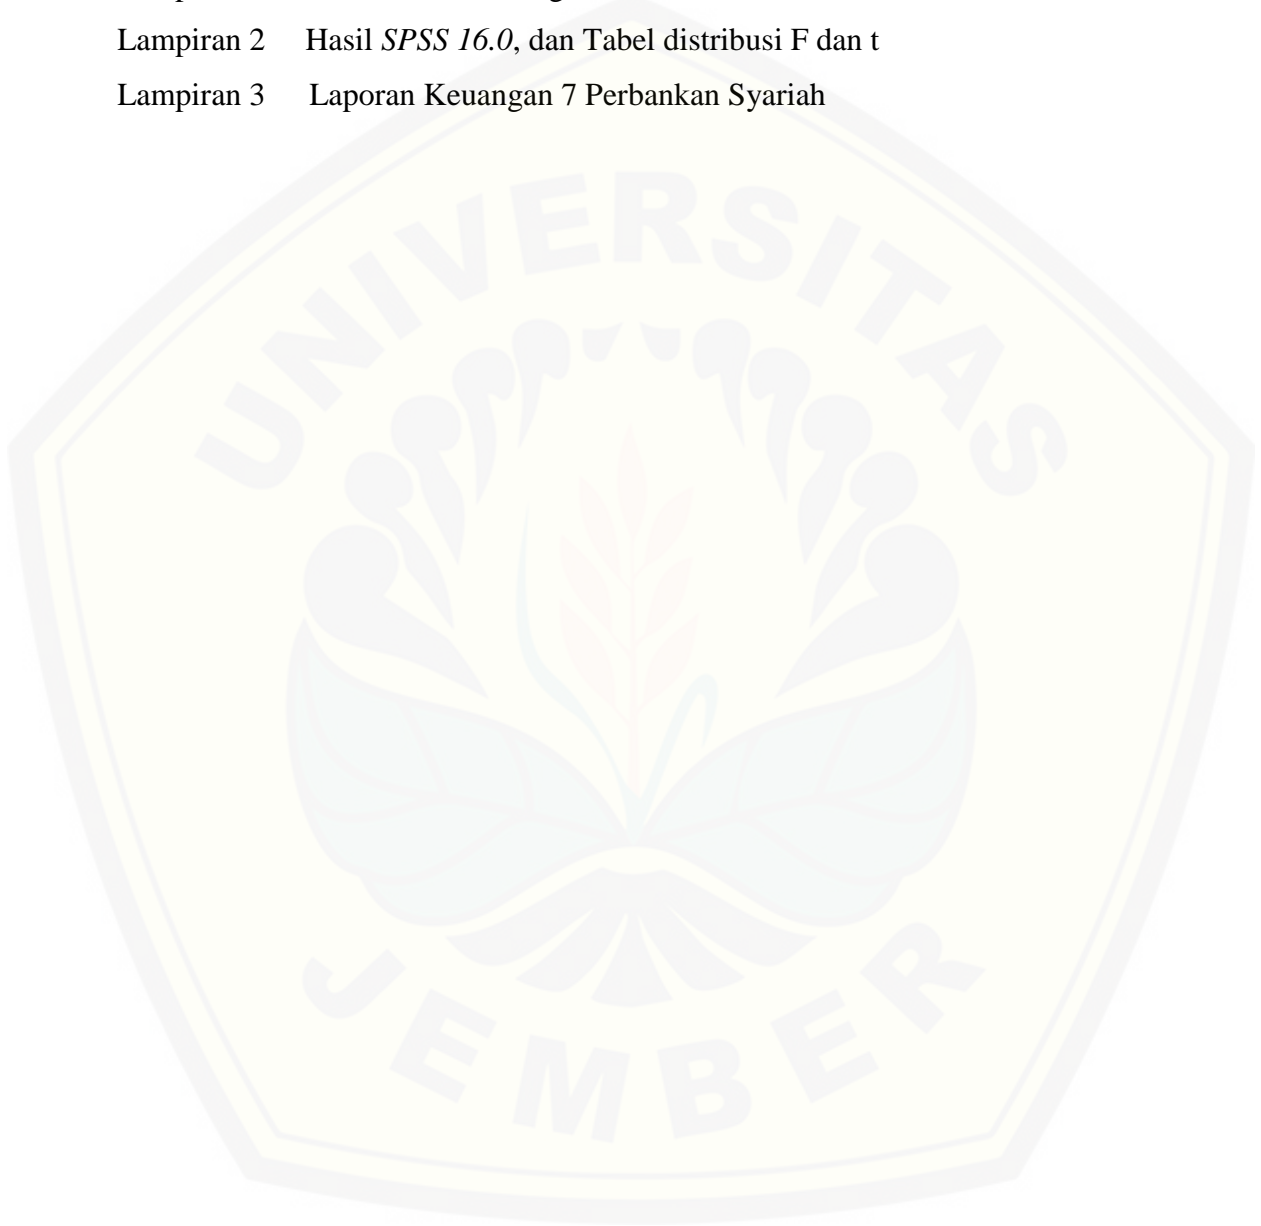 Lampiran 2 Hasil SPSS 16.0, dan Tabel distribusi F dan t
Lampiran 3 Laporan Keuangan 7 Perbankan Syariah
UNIVERSITAS
JEMBER